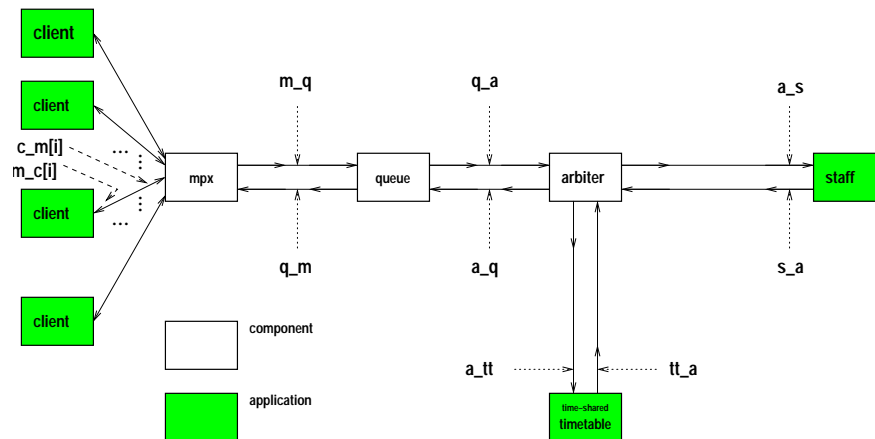 client
client
c_m[i]
m_c[i]
client
client
...
...
...
...
mpx
m_q
q_m
queue
q_a
a_q
arbiter
a_s
s_a
staff
a_tt
tt_a
time-shared
timetable
component
application